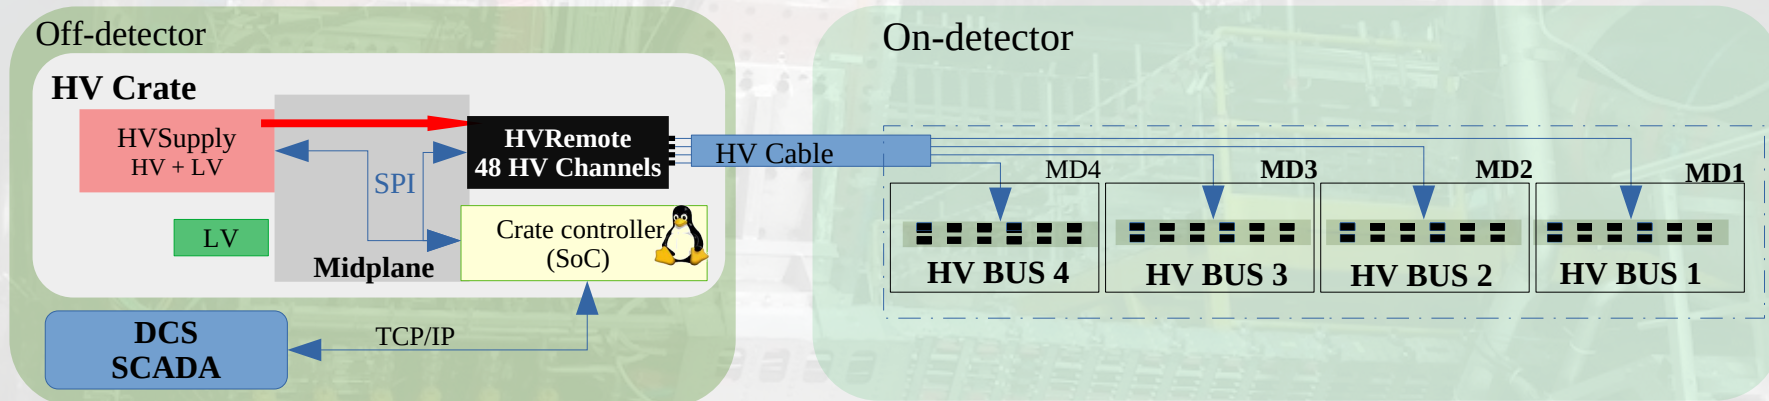 Off-detector
HV Crate
HVSupply
HV + LV
SPI
HVRemote
48 HV Channels
LV
Midplane
Crate controller
(SoC)
DCS
SCADA
TCP/IP
On-detector
HV Cable
MD4
MD3
MD2
MD1
HV BUS 4
HV BUS 3
HV BUS 2
HV BUS 1